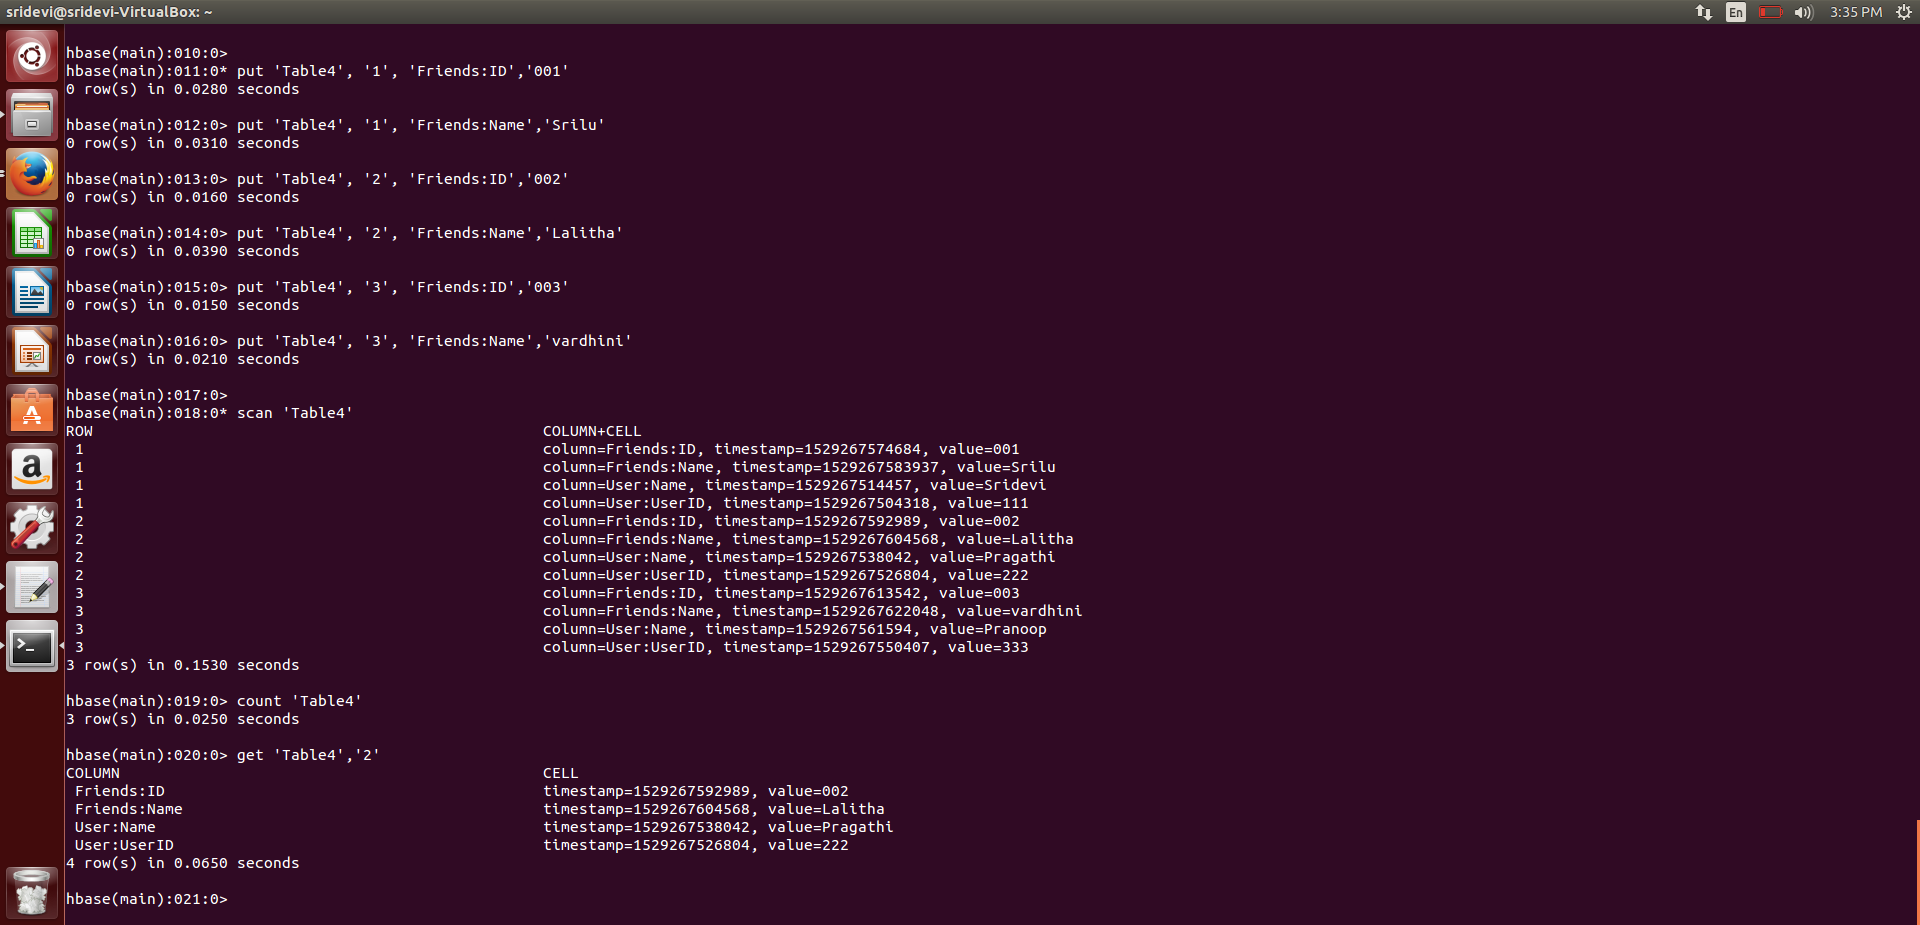 sridevi@sridevi-VirtualBox: ~
En
3:35 PM
hbase(main):010:0>
hbase(main):011:0* put 'Table4', '1', 'Friends:ID','001'
0 row(s) in 0.0280 seconds
hbase(main):012:0> put 'Table4', '1', 'Friends:Name','Srilu'
0 row(s) in 0.0310 seconds
hbase(main):013:0> put 'Table4', '2', 'Friends:ID','002'
0 row(s) in 0.0160 seconds
hbase(main):014:0> put 'Table4', '2', 'Friends:Name','Lalitha'
0 row(s) in 0.0390 seconds
hbase(main):015:0> put 'Table4', '3', 'Friends:ID','003'
0 row(s) in 0.0150 seconds
hbase(main):016:0> put 'Table4', '3', 'Friends:Name','vardhini'
0 row(s) in 0.0210 seconds
hbase(main):017:0>
hbase(main):018:0* scan 'Table4'
ROW COLUMN+CELL
1 column=Friends:ID, timestamp=1529267574684, value=001
1 column=Friends:Name, timestamp=1529267583937, value=Srilu
1 column=User:Name, timestamp=1529267514457, value=Sridevi
1 column=User:UserID, timestamp=1529267504318, value=111
2 column=Friends:ID, timestamp=1529267592989, value=002
2 column=Friends:Name, timestamp=1529267604568, value=Lalitha
2 column=User:Name, timestamp=1529267538042, value=Pragathi
2 column=User:UserID, timestamp=1529267526804, value=222
3 column=Friends:ID, timestamp=1529267613542, value=003
3 column=Friends:Name, timestamp=1529267622048, value=vardhini
3 column=User:Name, timestamp=1529267561594, value=Pranoop
3 column=User:UserID, timestamp=1529267550407, value=333
3 row(s) in 0.1530 seconds
hbase(main):019:0> count 'Table4'
3 row(s) in 0.0250 seconds
hbase(main):020:0> get 'Table4','2'
COLUMN CELL
Friends:ID timestamp=1529267592989, value=002
Friends:Name timestamp=1529267604568, value=Lalitha
User:Name timestamp=1529267538042, value=Pragathi
User:UserID timestamp=1529267526804, value=222
4 row(s) in 0.0650 seconds
hbase(main):021:0>